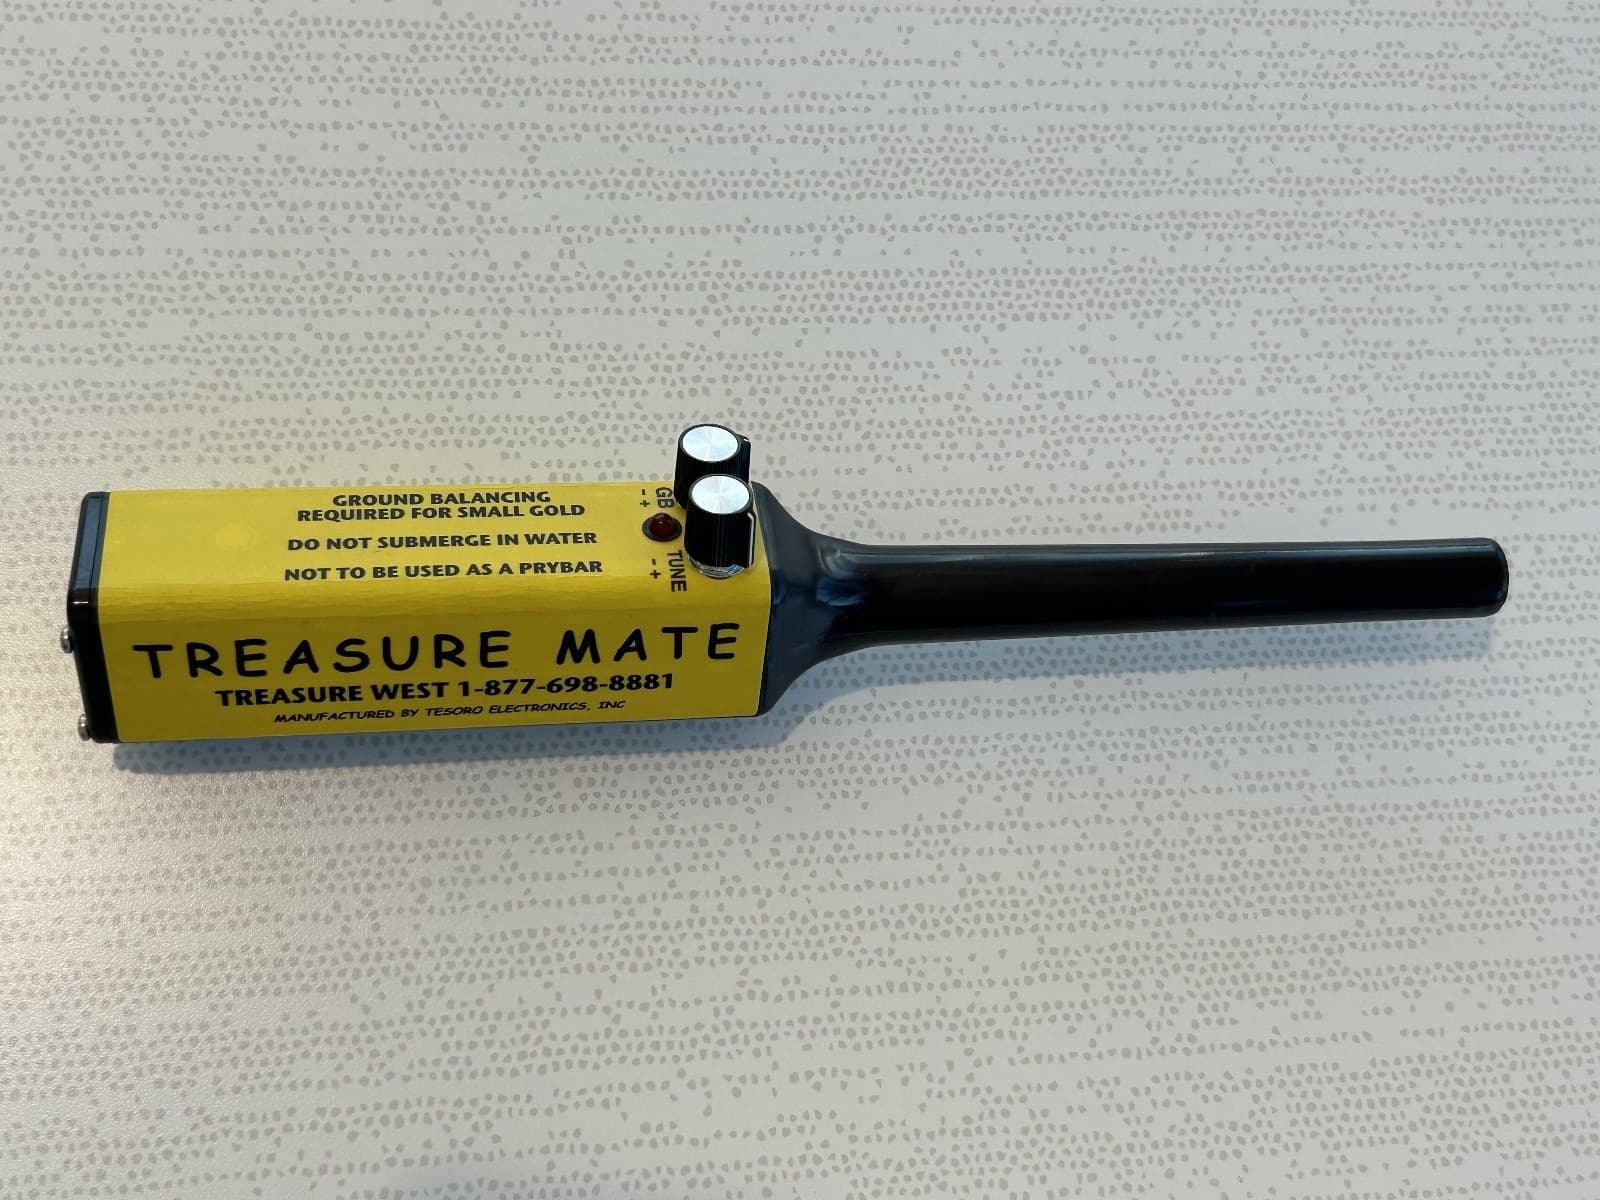 GROUND BALANCING
REQUIRED FOR SMALL GOLD
DO NOT SUBMERGE IN WATER
NOT TO BE USED AS A PRYBAR
GB
- +
TUNE
- +
TREASURE MATE
TREASURE WEST 1-877-698-8881
MANUFACTURED BY TESORO ELECTRONICS, INC